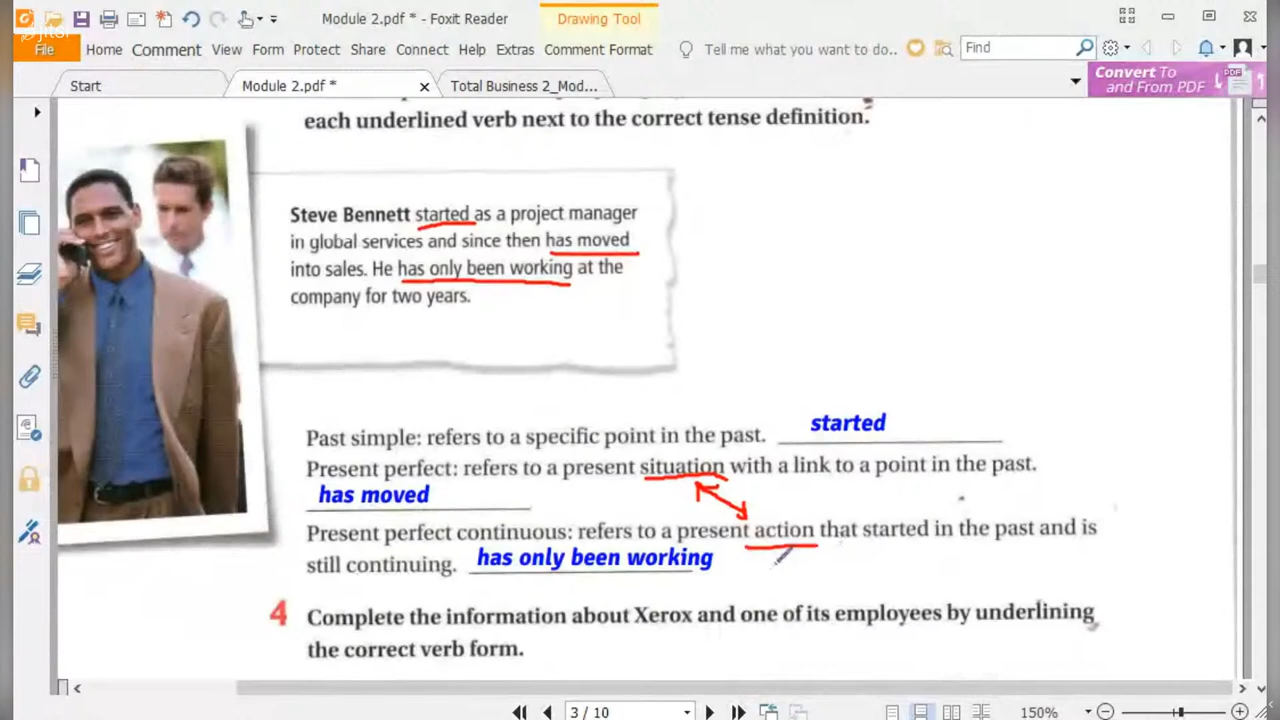 Module 2.pdf * - Foxit Reader
Drawing Tool
jitsi
File Home Comment View Form Protect Share Connect Help Extras Comment Format Tell me what you want to do.. Find
Start Module 2.pdf * Total Business 2_Mod...
Convert To
and From PDF
PDF
each underlined verb next to the correct tense definition.
Steve Bennett started as a project manager
in global services and since then has moved
into sales. He has only been working at the
company for two years.
Past simple: refers to a specific point in the past. started
Present perfect: refers to a present situation with a link to a point in the past.
has moved
Present perfect continuous: refers to a present action that started in the past and is
still continuing. has only been working
4 Complete the information about Xerox and one of its employees by underlining
the correct verb form.
3 / 10 150%